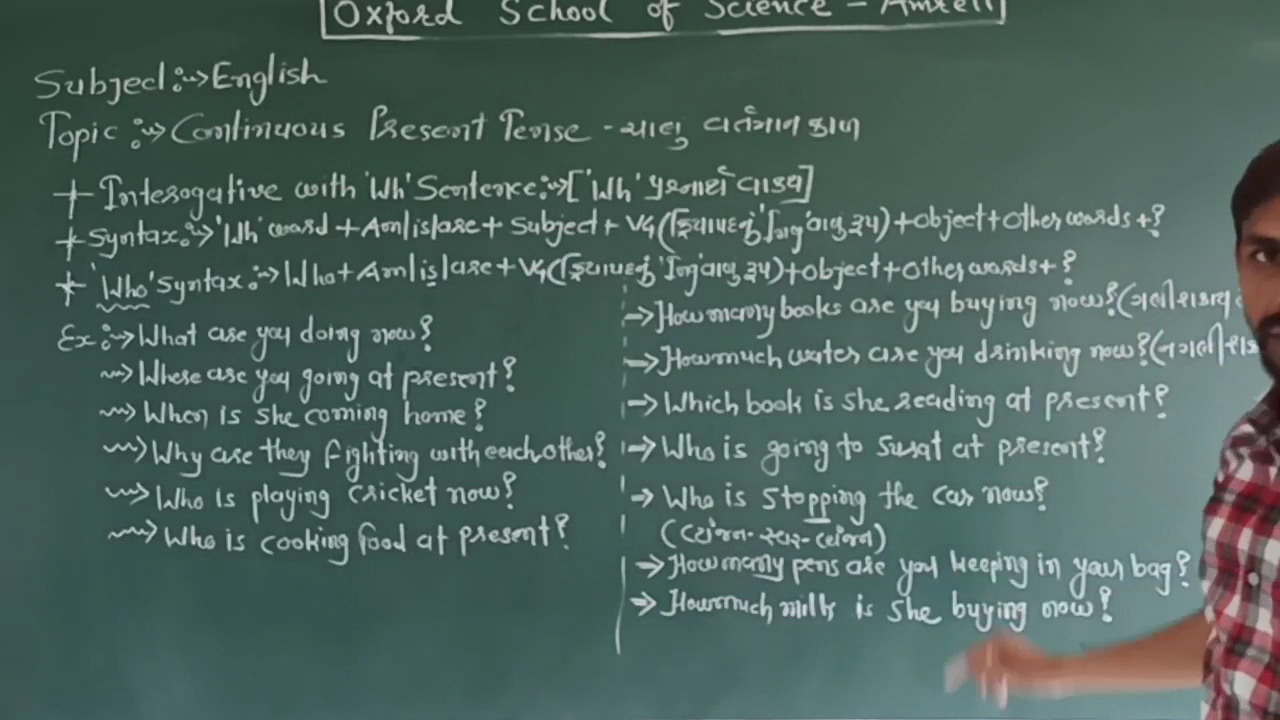 Oxford School of Science - Amreli
Subject :~> English
Topic :~> Continuous Present Tense - ચાલુ વર્તમાન કાળ
+ Interogative with 'Wh' Sentence :~> ['Wh' પ્રશ્નાર્થ વાક્ય]
+ Syntax :~> 'Wh' word + Am/is/are + Subject + V4 (ક્રિયાપદનું 'ing' વાળુ રૂપ) + object + other words + ?
+ 'Who' Syntax :~> Who + Am/is/are + V4 (ક્રિયાપદનું 'ing' વાળુ રૂપ) + object + other words + ?
Ex :~> What are you doing now?
~> Where are you going at present?
~> When is she coming home?
~> Why are they fighting with each other?
~> Who is playing cricket now?
~> Who is cooking food at present?
-> How many books are you buying now? (ગણી શકાય
-> How much water are you drinking now? (ન ગણી
-> Which book is she reading at present?
-> Who is going to Surat at present?
-> Who is stopping the car now?
(વ્યંજન-સ્વર-વ્યંજન)
-> How many pens are you keeping in your bag?
-> How much milk is she buying now?